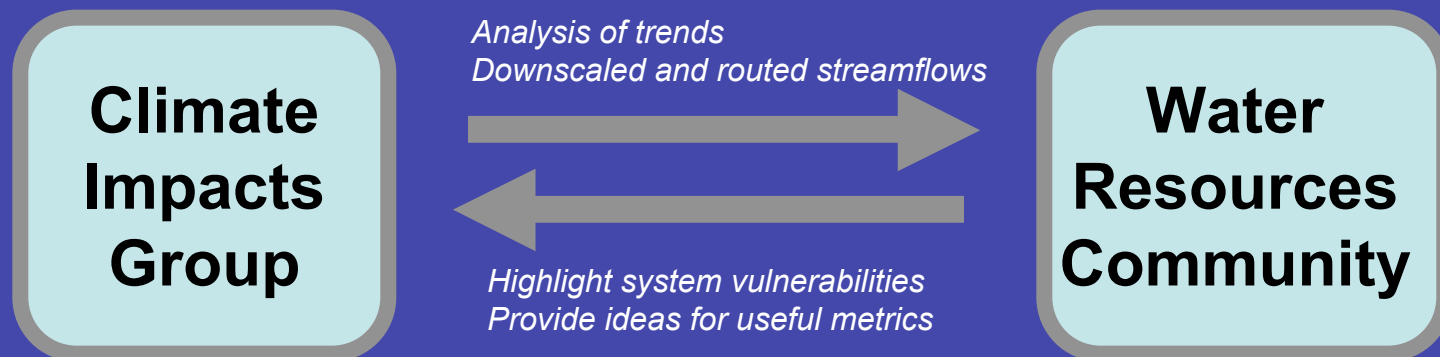 Climate
Impacts
Group
Analysis of trends
Downscaled and routed streamflows
Highlight system vulnerabilities
Provide ideas for useful metrics
Water
Resources
Community